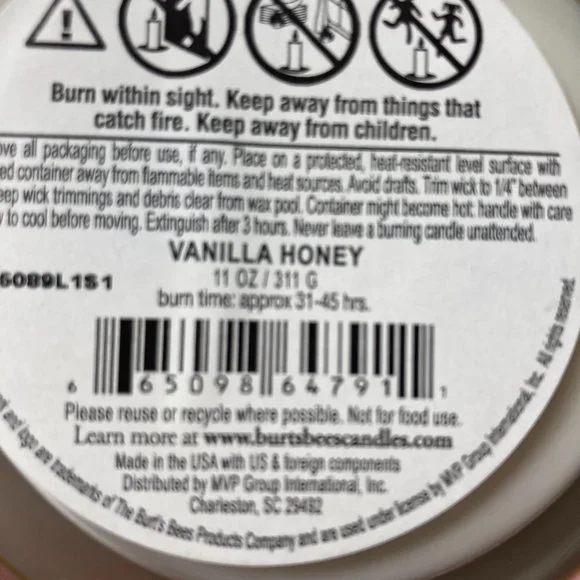 Burn within sight. Keep away from things that
catch fire. Keep away from children.
ove all packaging before use, if any. Place on a protected, heat-resistant level surface with
ed container away from flammable items and heat sources. Avoid drafts. Trim wick to 1/4" between
eep wick trimmings and debris clear from wax pool. Container might become hot: handle with care
y to cool before moving. Extinguish after 3 hours. Never leave a burning candle unattended.
VANILLA HONEY
6089L1S1
11 OZ / 311 G
burn time: approx 31-45 hrs.
6 65098 64791 1
Please reuse or recycle where possible. Not for food use.
Learn more at www.burtsbeescandles.com
Made in the USA with US & foreign components
Distributed by MVP Group International, Inc.
Charleston, SC 29492
and logo are trademarks of The Burt's Bees Products Company and are used under license by MVP Group International, Inc. All rights reserved.